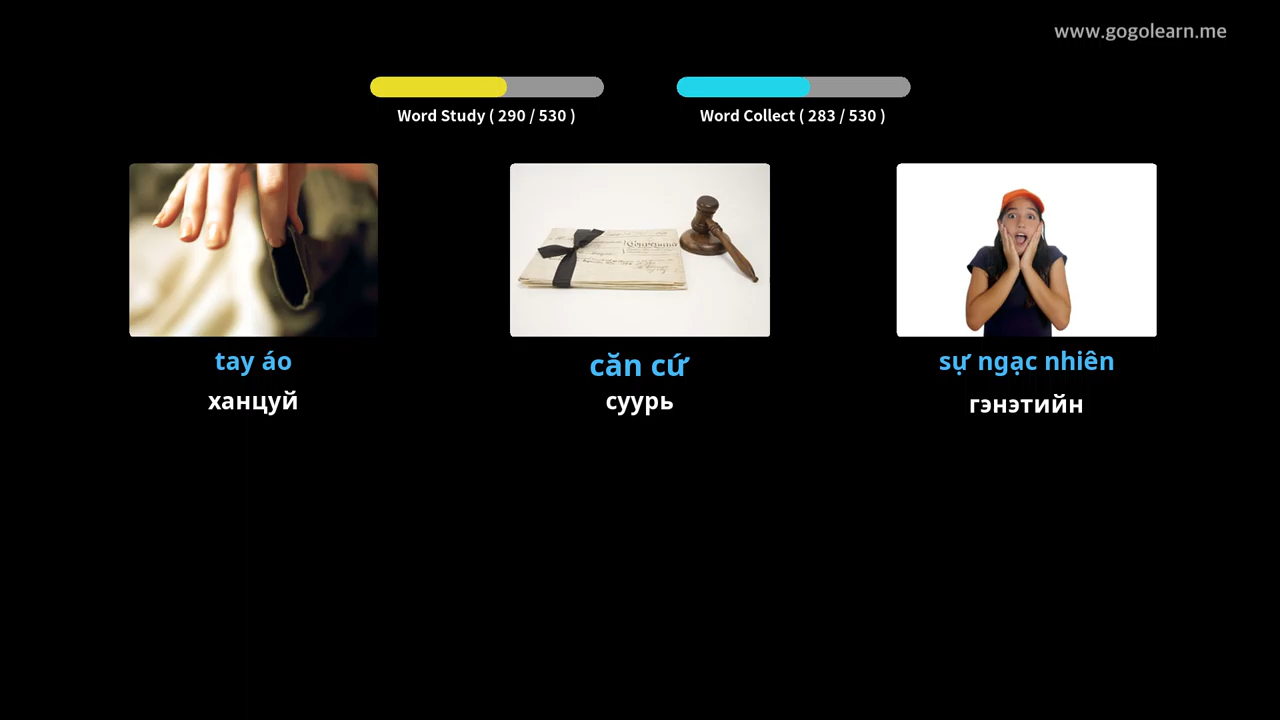 www.gogolearn.me
Word Study ( 290 / 530 )
Word Collect ( 283 / 530 )
tay áo
ханцуй
căn cứ
суурь
sự ngạc nhiên
гэнэтийн